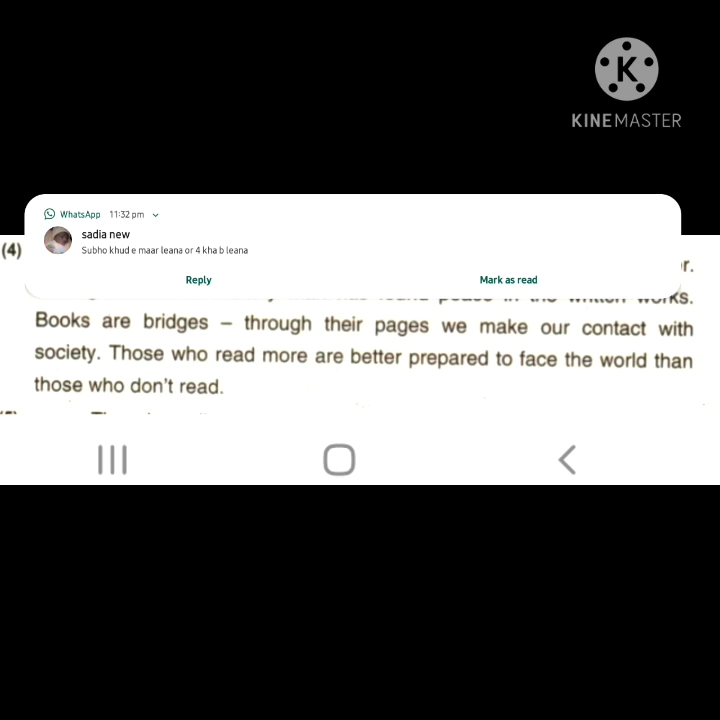 KINEMASTER
WhatsApp 11:32 pm
sadia new
Subho khud e maar leana or 4 kha b leana
Reply Mark as read
(4)
Books are bridges – through their pages we make our contact with
society. Those who read more are better prepared to face the world than
those who don't read.